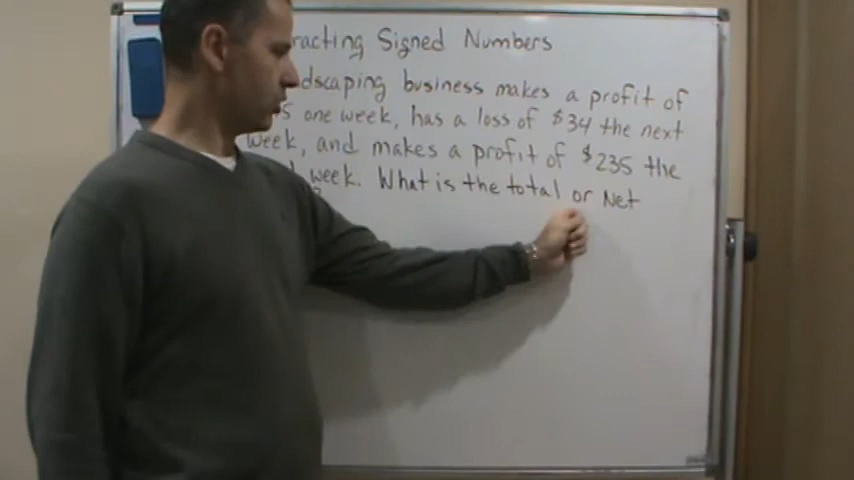 racting Signed Numbers
dscaping business makes a profit of
5 one week, has a loss of $34 the next
week, and makes a profit of $235 the
week. What is the total or Net